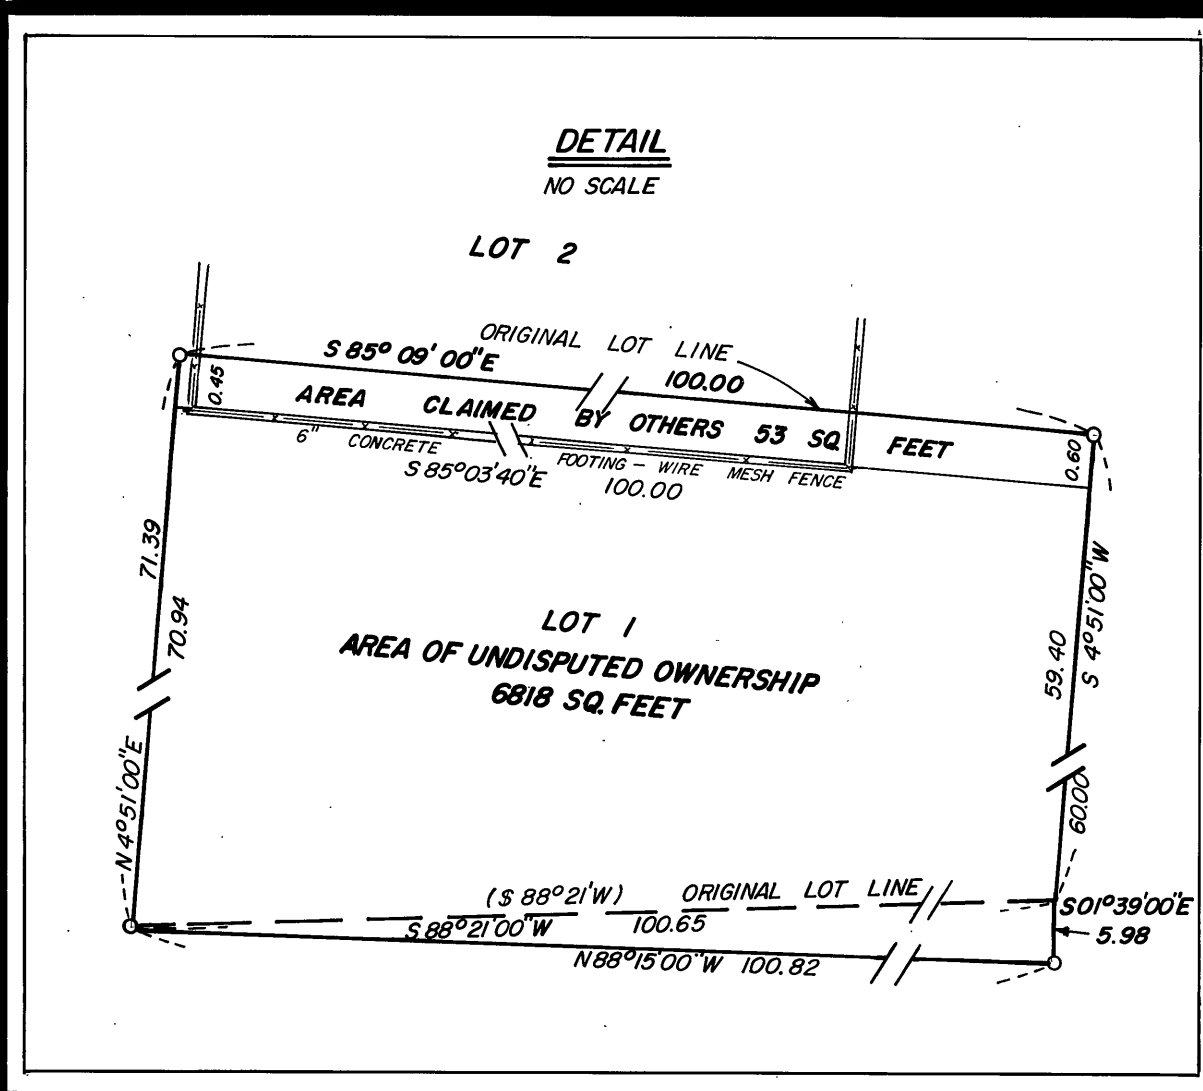 DETAIL
NO SCALE
LOT 2
ORIGINAL LOT LINE
S 85° 09' 00"E
100.00
0.45
AREA CLAIMED BY OTHERS 53 SQ. FEET
0.60
6" CONCRETE FOOTING - WIRE MESH FENCE
S 85°03'40"E 100.00
71.39
70.94
N 4°51'00"E
S 4°51'00"W
59.40
60.00
LOT 1
AREA OF UNDISPUTED OWNERSHIP
6818 SQ. FEET
(S 88°21'W) ORIGINAL LOT LINE
S 88°21'00"W 100.65
S 01°39'00"E
5.98
N 88°15'00"W 100.82